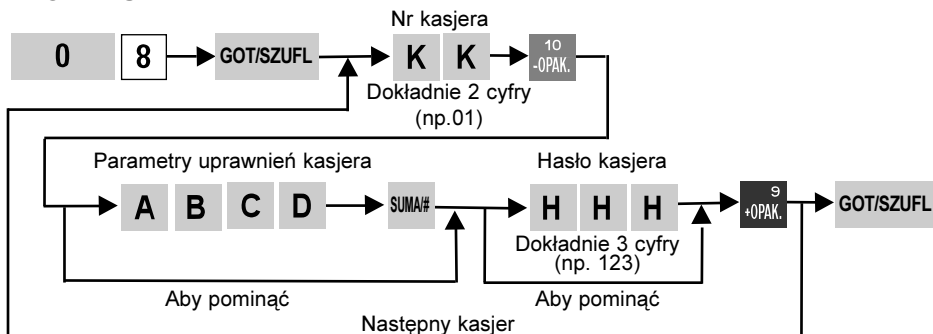 Nr kasjera
0 8 GOT/SZUFL K K 10 -OPAK.
Dokładnie 2 cyfry
(np.01)
Parametry uprawnień kasjera
Hasło kasjera
A B C D SUMA/# H H H 9 +OPAK. GOT/SZUFL
Dokładnie 3 cyfry
(np. 123)
Aby pominąć
Aby pominąć
Następny kasjer